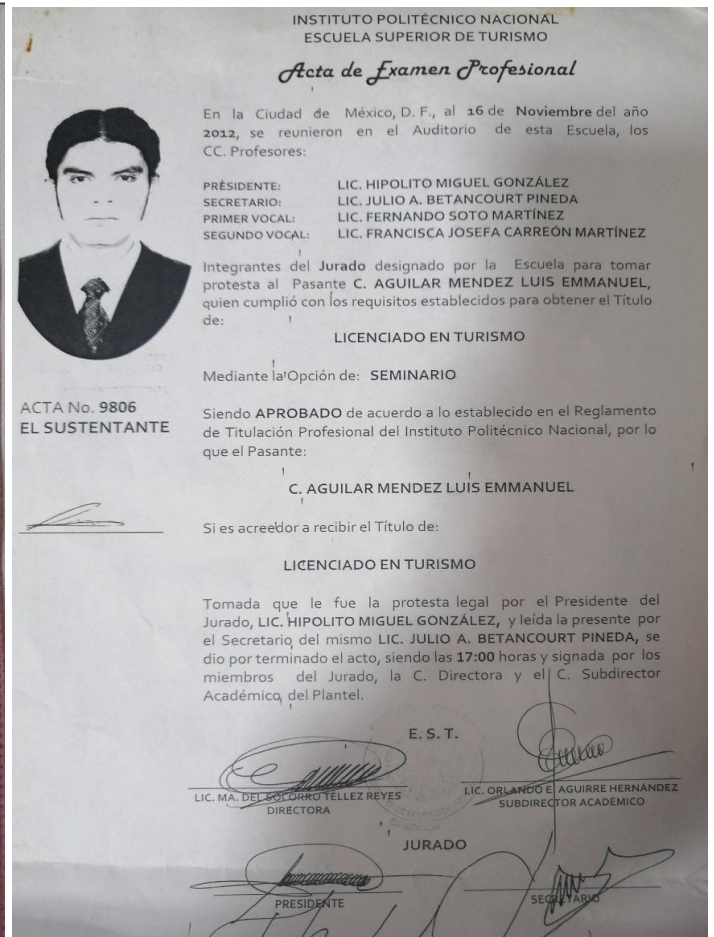 INSTITUTO POLITÉCNICO NACIONAL
ESCUELA SUPERIOR DE TURISMO
Acta de Examen Profesional
En la Ciudad de México, D. F., al 16 de Noviembre del año
2012, se reunieron en el Auditorio de esta Escuela, los
CC. Profesores:
PRESIDENTE: LIC. HIPOLITO MIGUEL GONZÁLEZ
SECRETARIO: LIC. JULIO A. BETANCOURT PINEDA
PRIMER VOCAL: LIC. FERNANDO SOTO MARTÍNEZ
SEGUNDO VOCAL: LIC. FRANCISCA JOSEFA CARREÓN MARTÍNEZ
Integrantes del Jurado designado por la Escuela para tomar
protesta al Pasante C. AGUILAR MENDEZ LUIS EMMANUEL,
quien cumplió con los requisitos establecidos para obtener el Título
de:
LICENCIADO EN TURISMO
Mediante la Opción de: SEMINARIO
ACTA No. 9806
EL SUSTENTANTE
Siendo APROBADO de acuerdo a lo establecido en el Reglamento
de Titulación Profesional del Instituto Politécnico Nacional, por lo
que el Pasante:
C. AGUILAR MENDEZ LUIS EMMANUEL
Si es acreedor a recibir el Título de:
LICENCIADO EN TURISMO
Tomada que le fue la protesta legal por el Presidente del
Jurado, LIC. HIPOLITO MIGUEL GONZÁLEZ, y leída la presente por
el Secretario del mismo LIC. JULIO A. BETANCOURT PINEDA, se
dio por terminado el acto, siendo las 17:00 horas y signada por los
miembros del Jurado, la C. Directora y el C. Subdirector
Académico del Plantel.
E. S. T.
LIC. MA. DEL SOCORRO TÉLLEZ REYES
DIRECTORA
LIC. ORLANDO E. AGUIRRE HERNÁNDEZ
SUBDIRECTOR ACADÉMICO
JURADO
PRESIDENTE
SECRETARIO